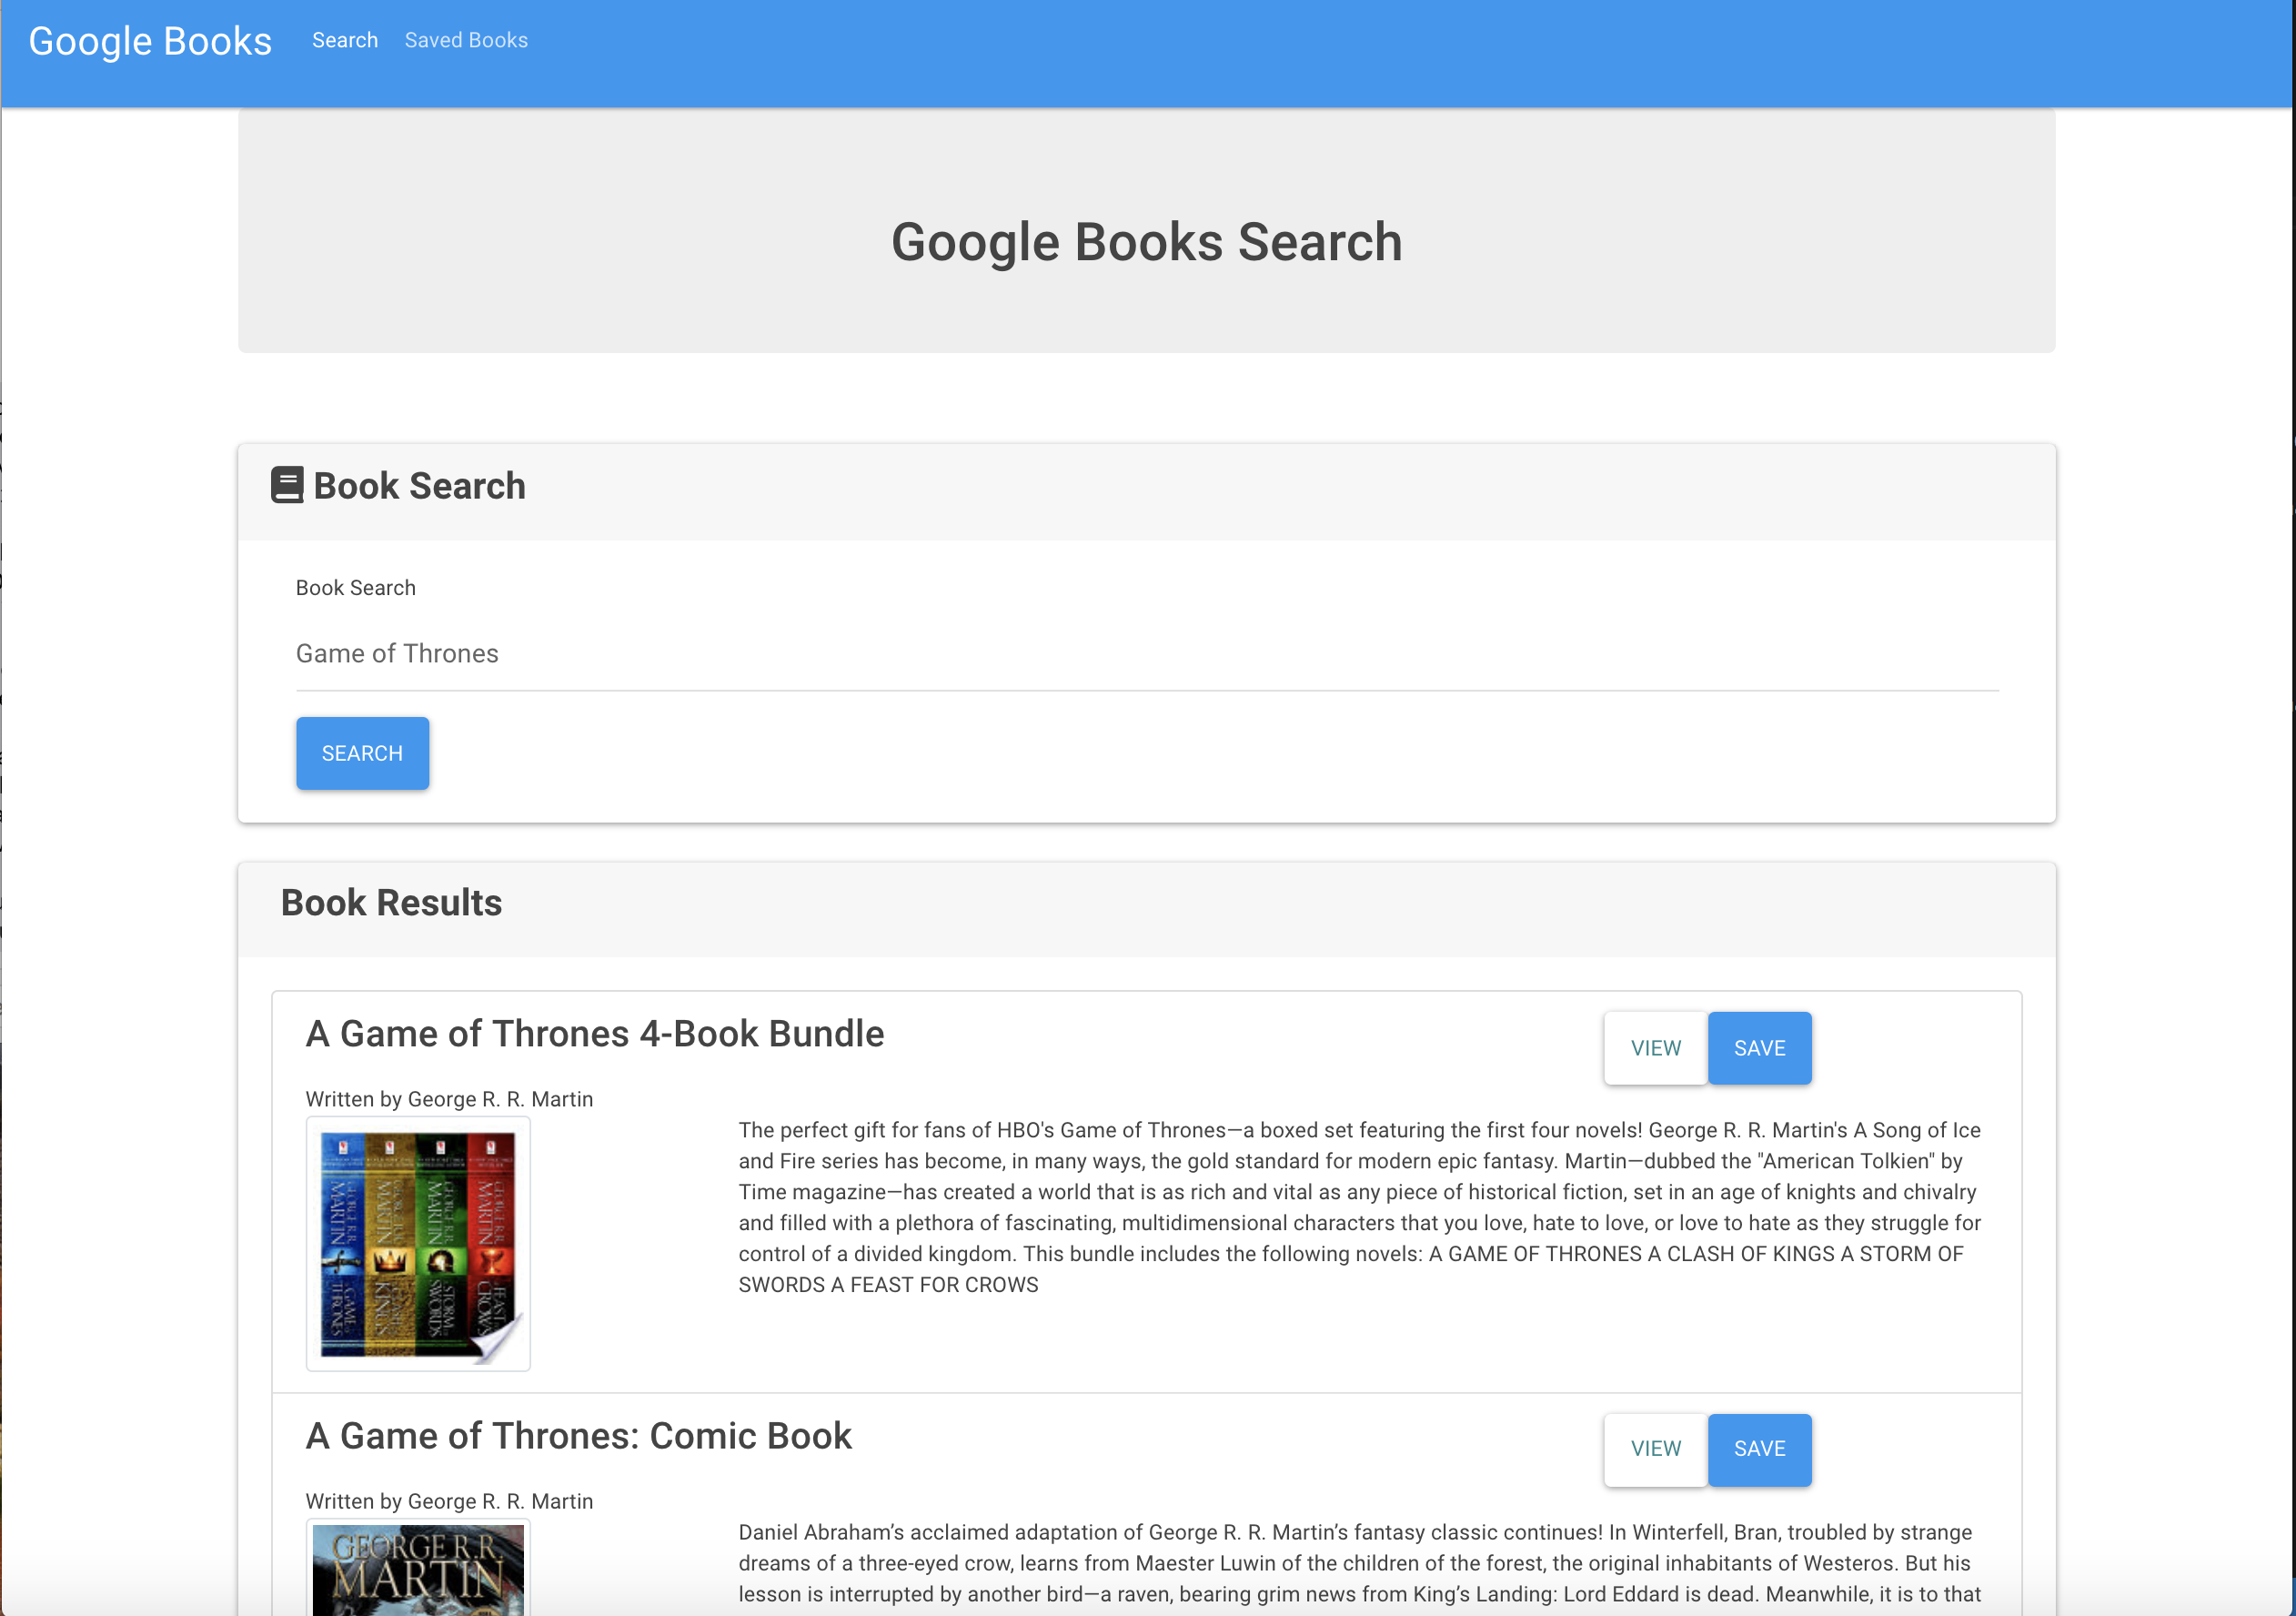 Google Books Search Saved Books
Google Books Search
Book Search
Book Search
Game of Thrones
SEARCH
Book Results
A Game of Thrones 4-Book Bundle
VIEW SAVE
Written by George R. R. Martin
MARTIN MARTIN MARTIN MARTIN
GAME THRONES KINGS STORM SWORDS FEAST CROWS
The perfect gift for fans of HBO's Game of Thrones—a boxed set featuring the first four novels! George R. R. Martin's A Song of Ice
and Fire series has become, in many ways, the gold standard for modern epic fantasy. Martin—dubbed the "American Tolkien" by
Time magazine—has created a world that is as rich and vital as any piece of historical fiction, set in an age of knights and chivalry
and filled with a plethora of fascinating, multidimensional characters that you love, hate to love, or love to hate as they struggle for
control of a divided kingdom. This bundle includes the following novels: A GAME OF THRONES A CLASH OF KINGS A STORM OF
SWORDS A FEAST FOR CROWS
A Game of Thrones: Comic Book
VIEW SAVE
Written by George R. R. Martin
GEORGE R.R.
MARTIN
Daniel Abraham’s acclaimed adaptation of George R. R. Martin’s fantasy classic continues! In Winterfell, Bran, troubled by strange
dreams of a three-eyed crow, learns from Maester Luwin of the children of the forest, the original inhabitants of Westeros. But his
lesson is interrupted by another bird—a raven, bearing grim news from King’s Landing: Lord Eddard is dead. Meanwhile, it is to that